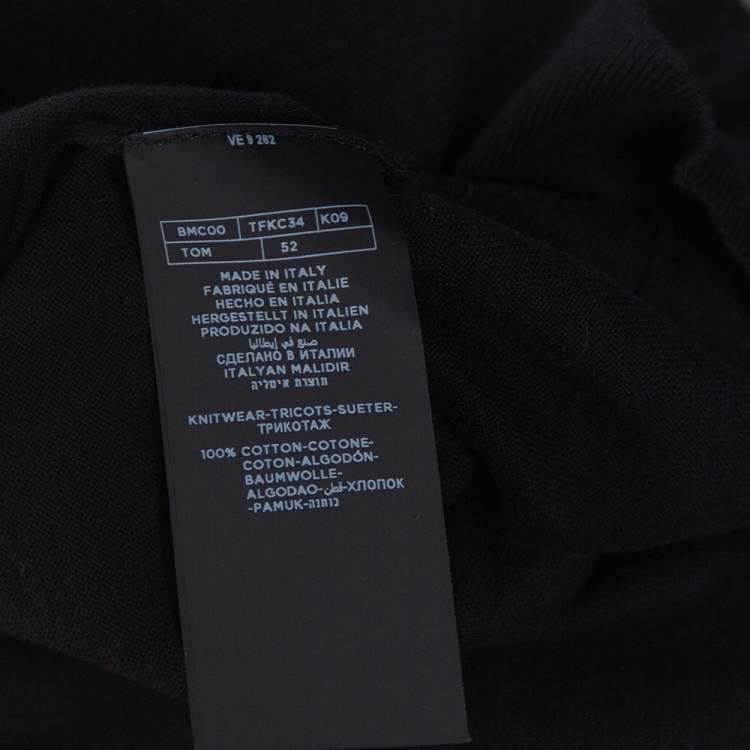 VE 9 262
BMC00 TFKC34 K09
TOM 52
MADE IN ITALY
FABRIQUÉ EN ITALIE
HECHO EN ITALIA
HERGESTELLT IN ITALIEN
PRODUZIDO NA ITALIA
صنع في إيطاليا
СДЕЛАНО В ИТАЛИИ
ITALYAN MALIDIR
תוצרת איטליה
KNITWEAR-TRICOTS-SUETER-
ТРИКОТАЖ
100% COTTON-COTONE-
COTON-ALGODÓN-
BAUMWOLLE-
ALGODAO-قطن-ХЛОПОК
-PAMUK-כותנה